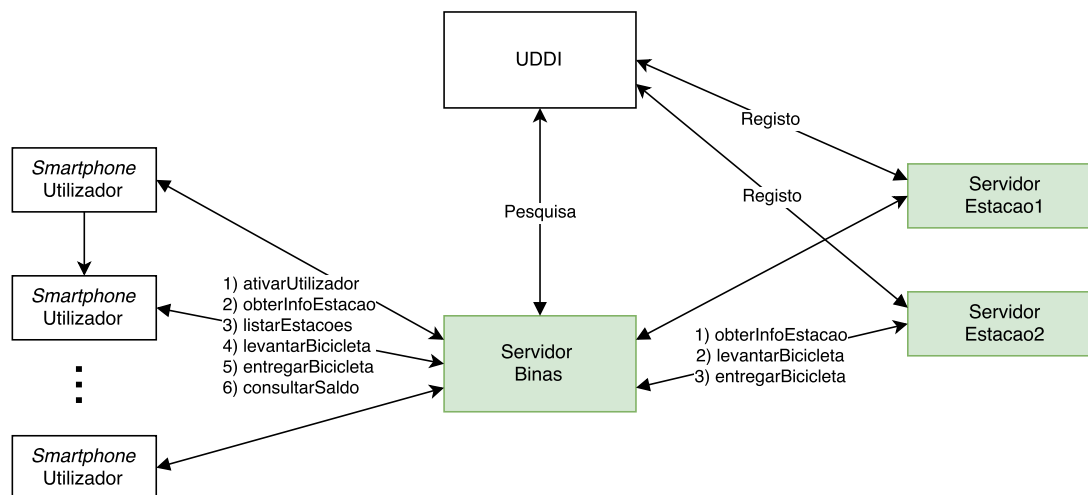 UDDI
Registo
Smartphone
Utilizador
Servidor
Estacao1
Registo
Pesquisa
Smartphone
Utilizador
1) ativarUtilizador
2) obterInfoEstacao
3) listarEstacoes
4) levantarBicicleta
5) entregarBicicleta
6) consultarSaldo
Servidor
Binas
1) obterInfoEstacao
2) levantarBicicleta
3) entregarBicicleta
Servidor
Estacao2
Smartphone
Utilizador